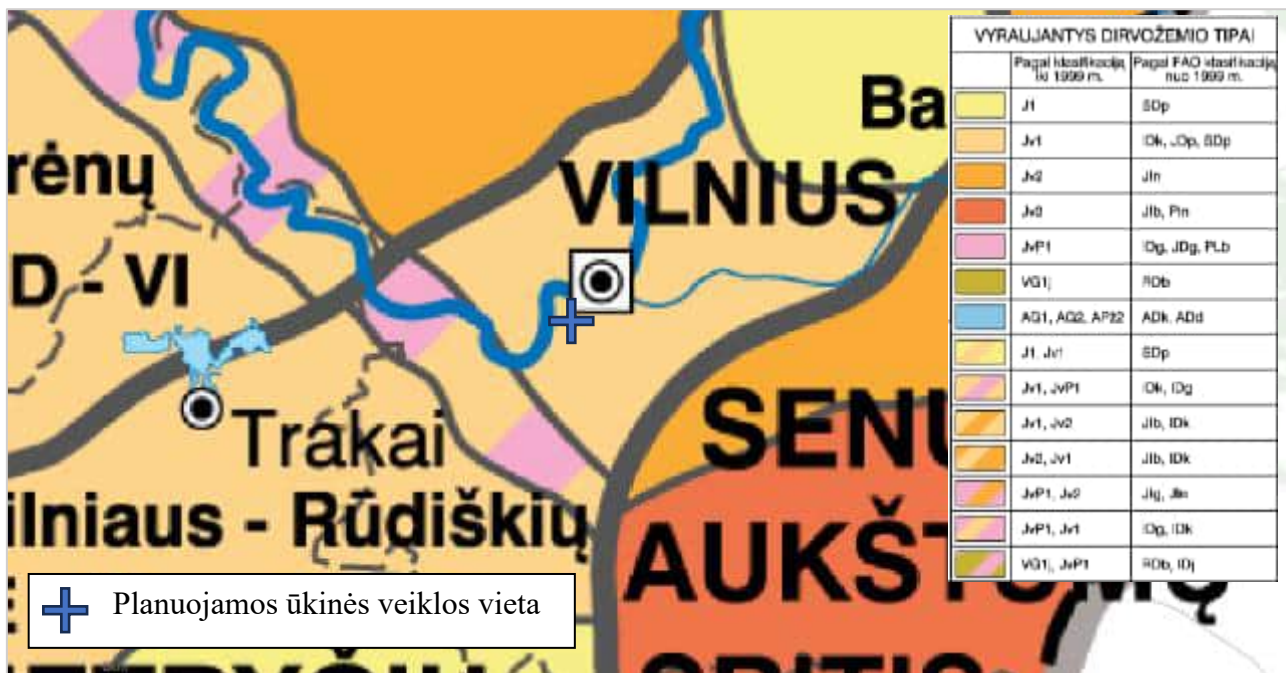 VYRAUJANTYS DIRVOŽEMIO TIPAI
Pagal klasifikaciją iki 1999 m. Pagal FAO klasifikaciją nuo 1999 m.
J1 SDp
Jv1 IDk, JDp, SDp
Jv2 JIn
Jv3 JIb, PIn
JvP1 IDg, JDg, PLb
VG1j RDb
AG1, AG2, APž2 ADk, ADd
J1, Jv1 SDp
Jv1, JvP1 IDk, IDg
Jv1, Jv2 JIb, IDk
Jv2, Jv1 JIb, IDk
JvP1, Jv2 JIg, JIn
JvP1, Jv1 IDg, IDk
VG1j, JvP1 RDb, IDj
Ba
rėnų
VILNIUS
D - VI
SENU
Trakai
ilniaus - Rūdiškių
AUKŠT
Planuojamos ūkinės veiklos vieta